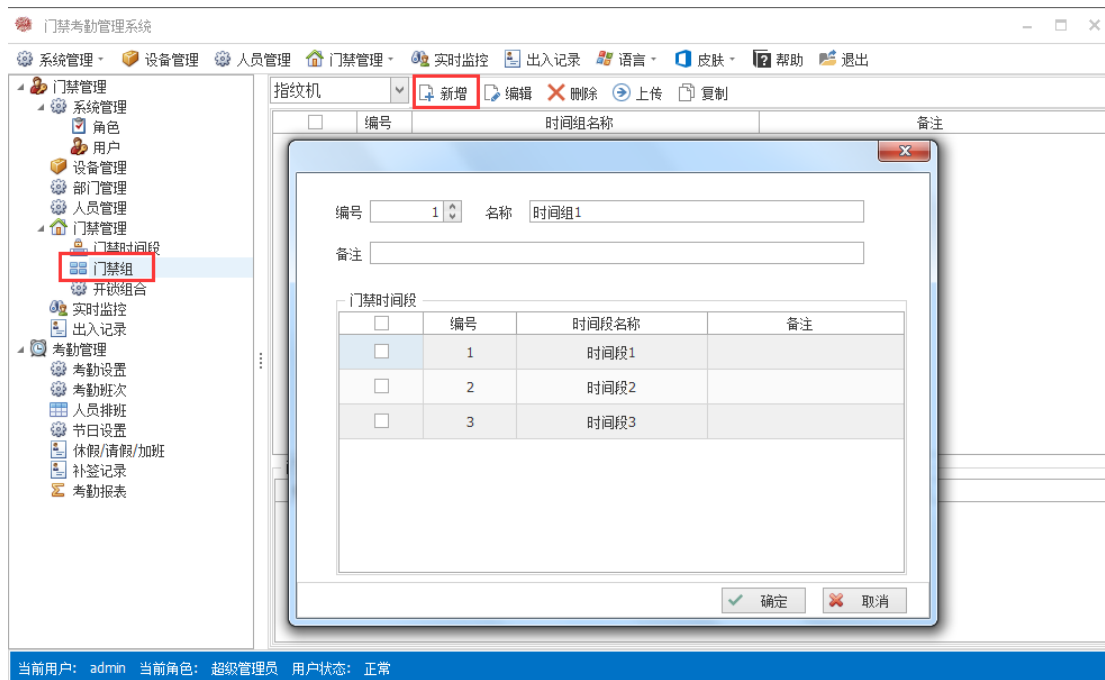 门禁考勤管理系统
系统管理 设备管理 人员管理 门禁管理 实时监控 出入记录 语言 皮肤 帮助 退出
门禁管理
系统管理
角色
用户
设备管理
部门管理
人员管理
门禁管理
门禁时间段
门禁组
开锁组合
实时监控
出入记录
考勤管理
考勤设置
考勤班次
人员排班
节日设置
休假/请假/加班
补签记录
考勤报表
指纹机 新增 编辑 删除 上传 复制
编号 时间组名称 备注
编号 1 名称 时间组1
备注
门禁时间段
编号 时间段名称 备注
1 时间段1
2 时间段2
3 时间段3
确定 取消
当前用户: admin 当前角色: 超级管理员 用户状态: 正常